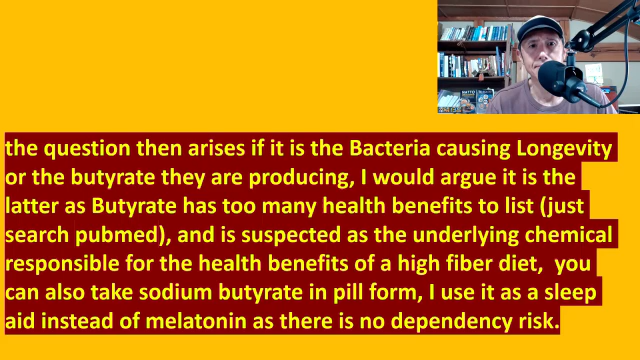 the question then arises if it is the Bacteria causing Longevity
or the butyrate they are producing, I would argue it is the
latter as Butyrate has too many health benefits to list (just
search pubmed), and is suspected as the underlying chemical
responsible for the health benefits of a high fiber diet,  you
can also take sodium butyrate in pill form, I use it as a sleep
aid instead of melatonin as there is no dependency risk.